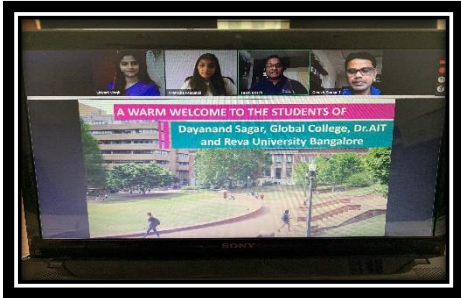 A WARM WELCOME TO THE STUDENTS OF
Dayanand Sagar, Global College, Dr.AIT
and Reva University Bangalore
SONY